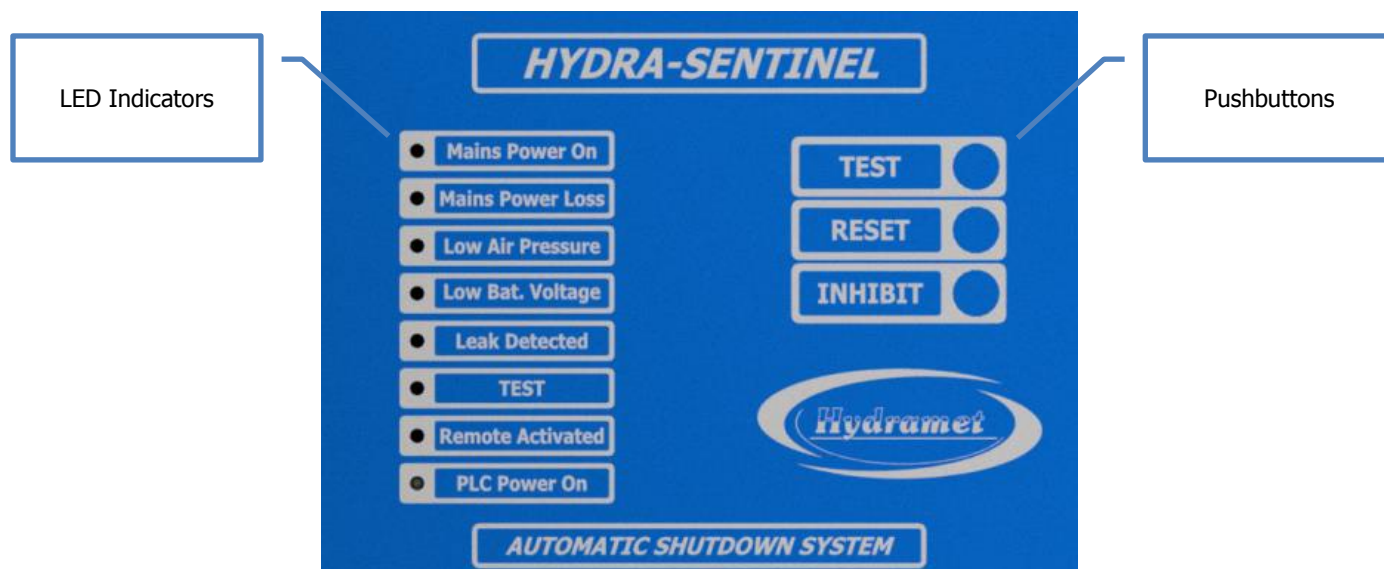 LED Indicators
HYDRA-SENTINEL
Pushbuttons
Mains Power On
Mains Power Loss
Low Air Pressure
Low Bat. Voltage
Leak Detected
TEST
Remote Activated
PLC Power On
TEST
RESET
INHIBIT
Hydramet
AUTOMATIC SHUTDOWN SYSTEM